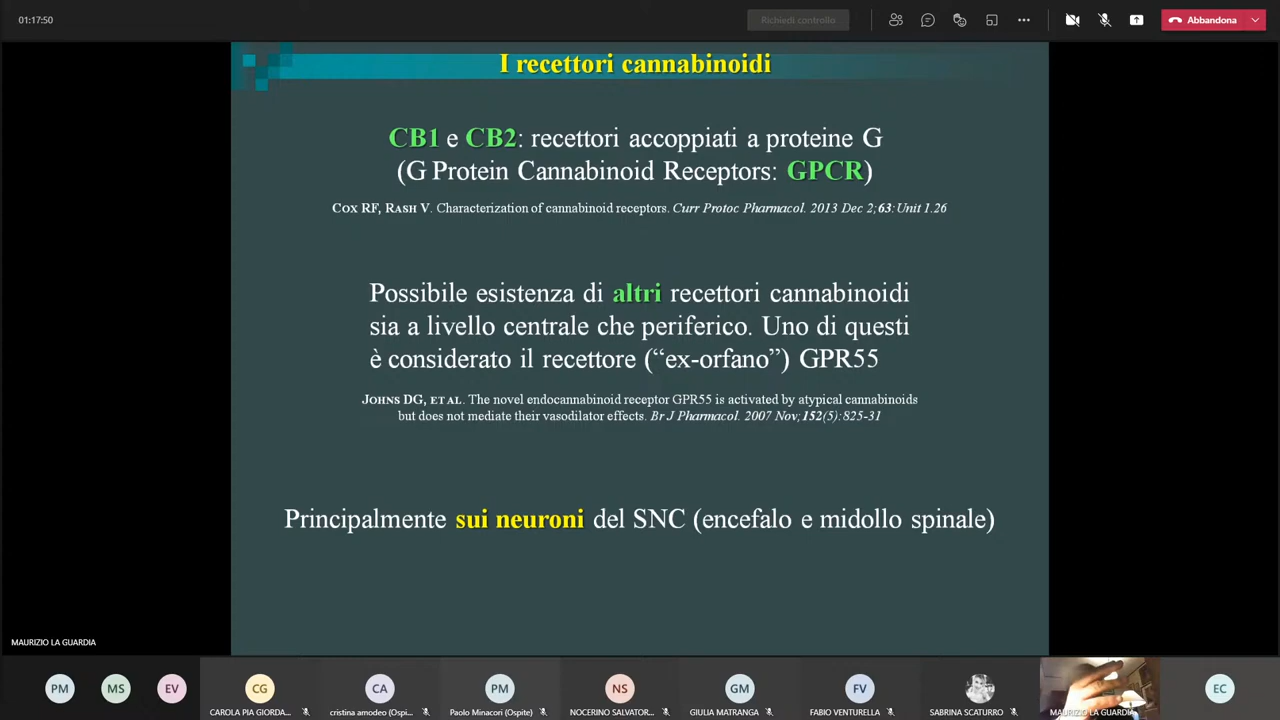 01:17:50
Richiedi controllo
Abbandona
I recettori cannabinoidi
CB1 e CB2: recettori accoppiati a proteine G
(G Protein Cannabinoid Receptors: GPCR)
COX RF, RASH V. Characterization of cannabinoid receptors. Curr Protoc Pharmacol. 2013 Dec 2;63:Unit 1.26
Possibile esistenza di altri recettori cannabinoidi
sia a livello centrale che periferico. Uno di questi
è considerato il recettore (“ex-orfano”) GPR55
JOHNS DG, ET AL. The novel endocannabinoid receptor GPR55 is activated by atypical cannabinoids
but does not mediate their vasodilator effects. Br J Pharmacol. 2007 Nov;152(5):825-31
Principalmente sui neuroni del SNC (encefalo e midollo spinale)
MAURIZIO LA GUARDIA
PM MS EV CG CA PM NS GM FV EC
CAROLA PIA GIORDA... cristina amodeo (Ospi... Paolo Minacori (Ospite) NOCERINO SALVATOR... GIULIA MATRANGA FABIO VENTURELLA SABRINA SCATURRO MAURIZIO LA GUARDIA